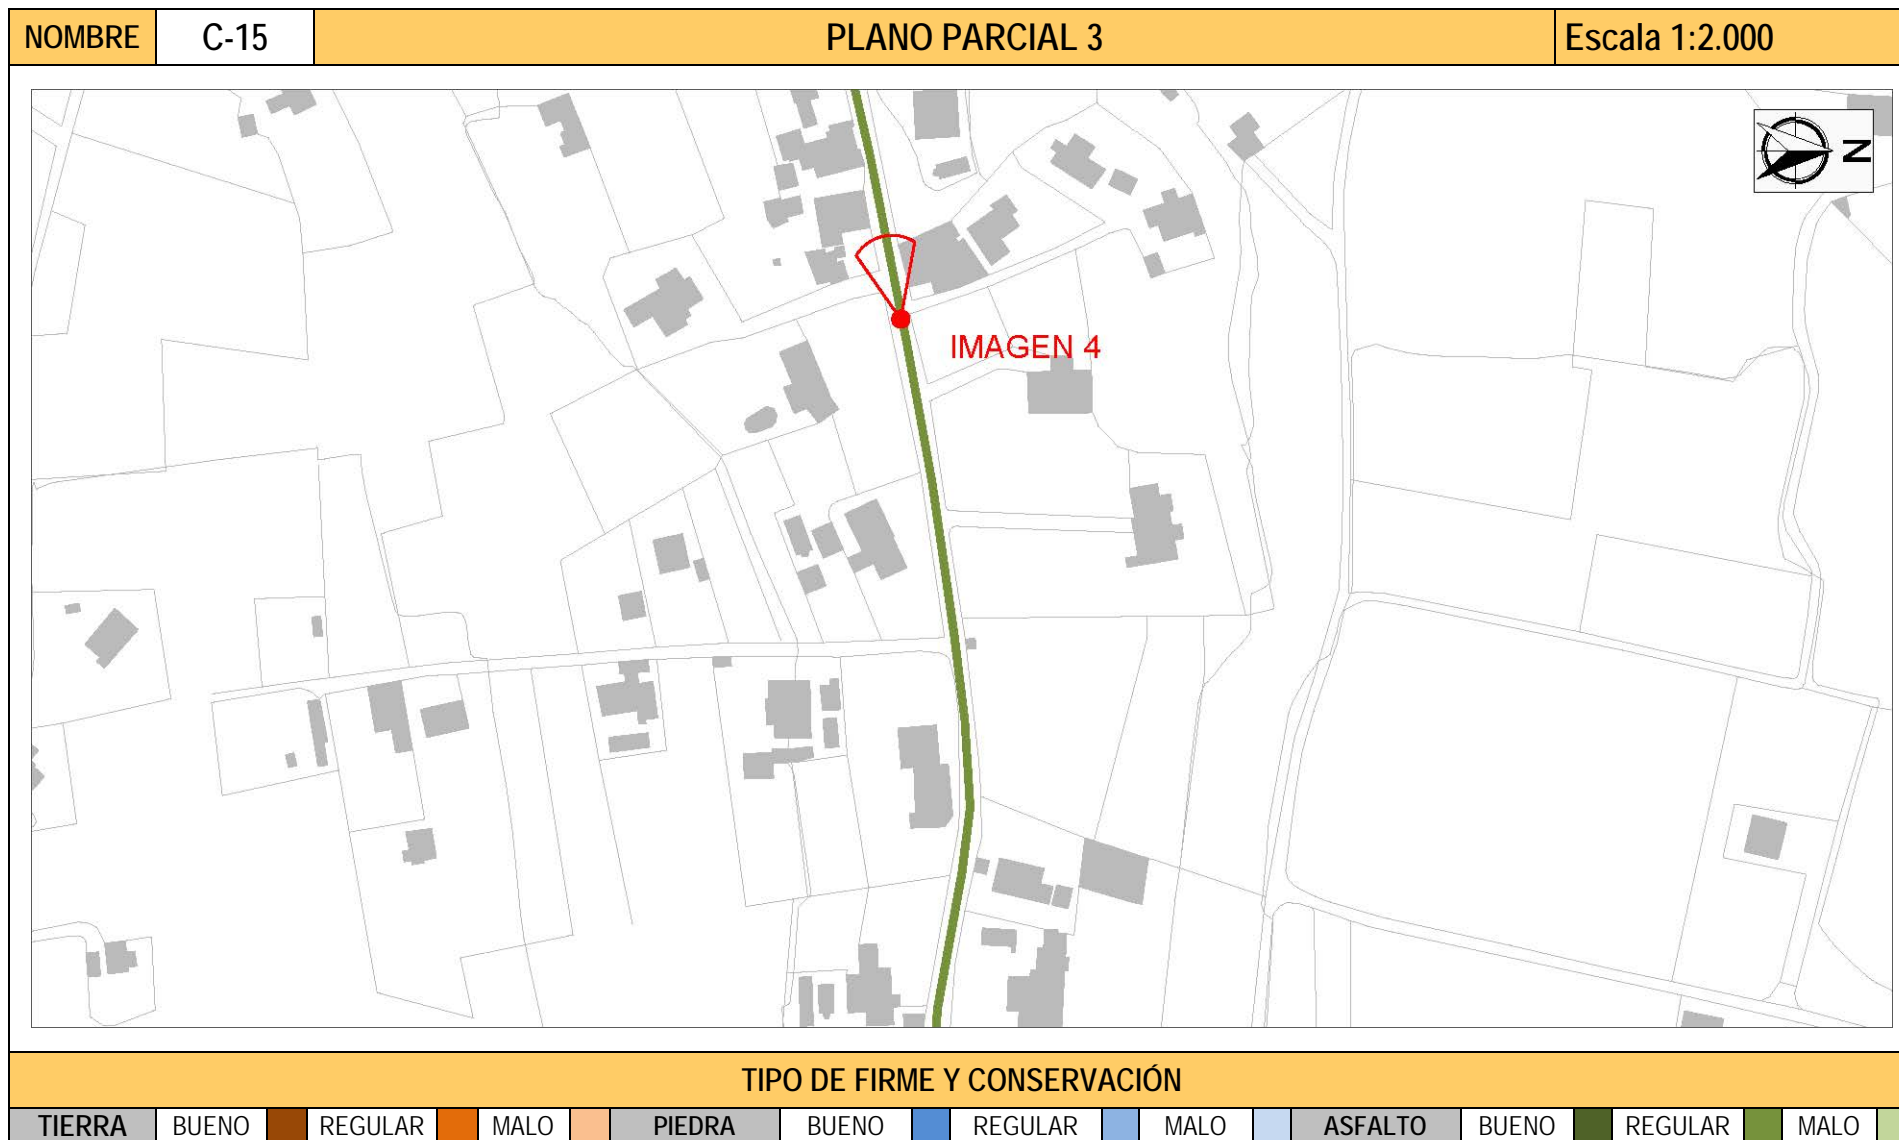 NOMBRE C-15 PLANO PARCIAL 3 Escala 1:2.000
N
IMAGEN 4
TIPO DE FIRME Y CONSERVACIÓN
TIERRA BUENO REGULAR MALO PIEDRA BUENO REGULAR MALO ASFALTO BUENO REGULAR MALO